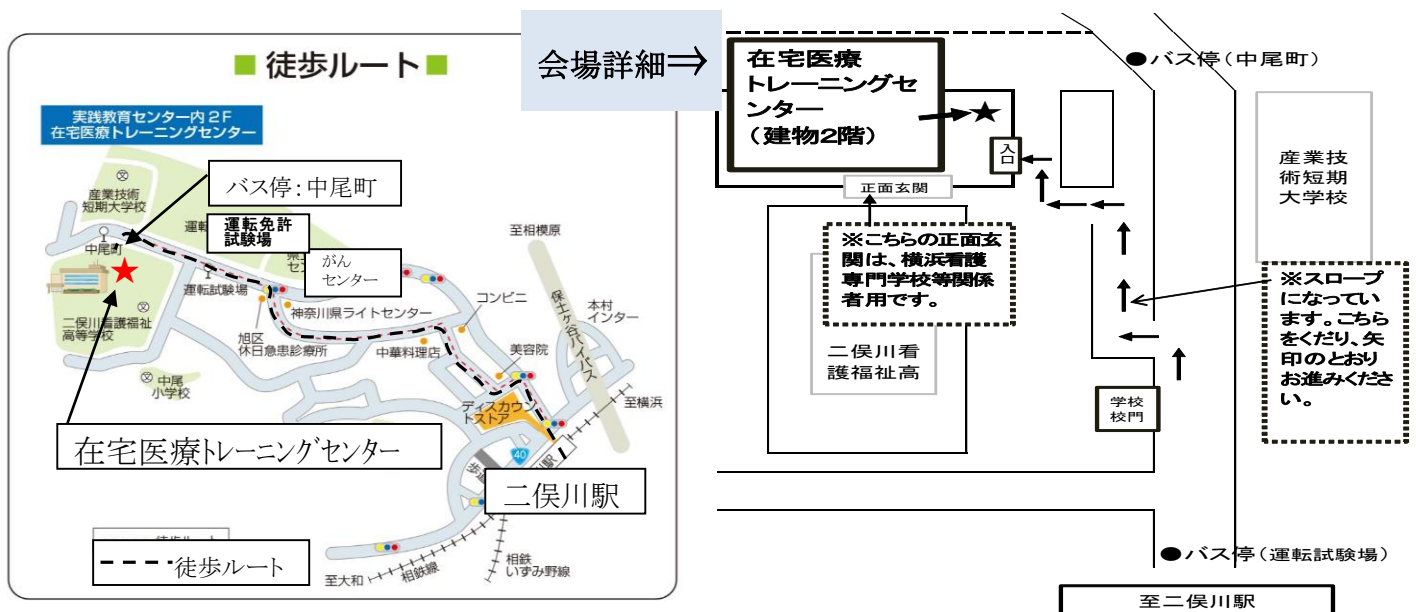 ■ 徒歩ルート■
実践教育センター内２Ｆ
在宅医療トレーニングセンター
バス停：中尾町
産業技術
短期大学校
中尾町
運転免許
試験場
がん
センター
運転試験場
神奈川県ライトセンター
旭区
休日急患診療所
二俣川看護福祉
高等学校
中尾
小学校
中華料理店
コンビニ
美容院
ディスカウン
トストア
至相模原
本村
インター
保土ヶ谷バイパス
至横浜
40
在宅医療トレーニングセンター
二俣川駅
徒歩ルート
至大和
相鉄線
相鉄
いずみ野線
会場詳細⇒
在宅医療
トレーニングセ
ンター
（建物2階）
★
入口
正面玄関
※こちらの正面玄
関は、横浜看護
専門学校等関係
者用です。
二俣川看
護福祉高
●バス停（中尾町）
産業技
術短期
大学校
※スロープ
になってい
ます。こちら
をくだり、矢
印のとおり
お進みくださ
い。
学校
校門
●バス停（運転試験場）
至二俣川駅